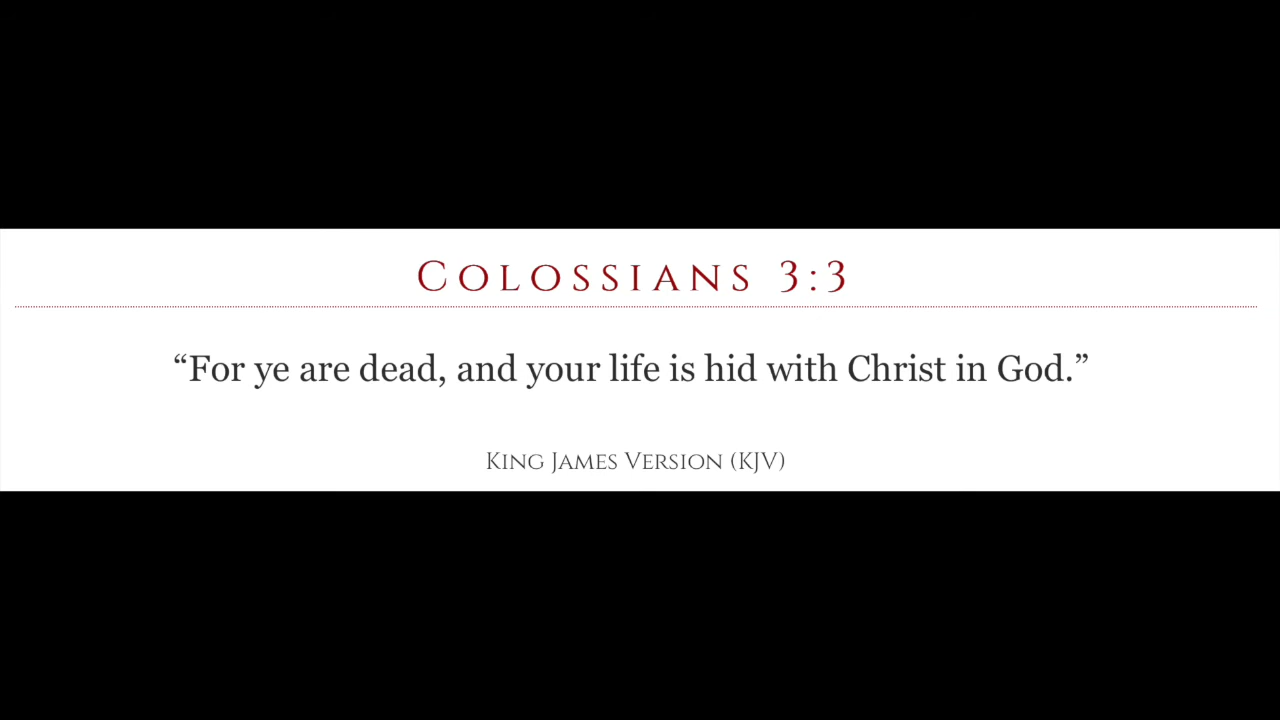 Colossians 3:3
“For ye are dead, and your life is hid with Christ in God.”
King James Version (KJV)